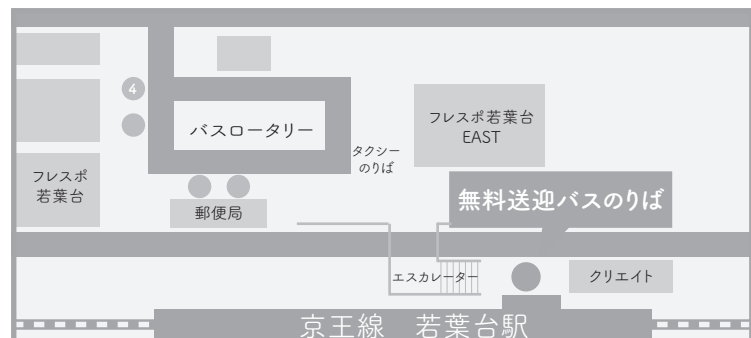 4
バスロータリー
フレスポ若葉台
EAST
タクシー
のりば
フレスポ
若葉台
無料送迎バスのりば
郵便局
エスカレーター
クリエイト
京王線 若葉台駅